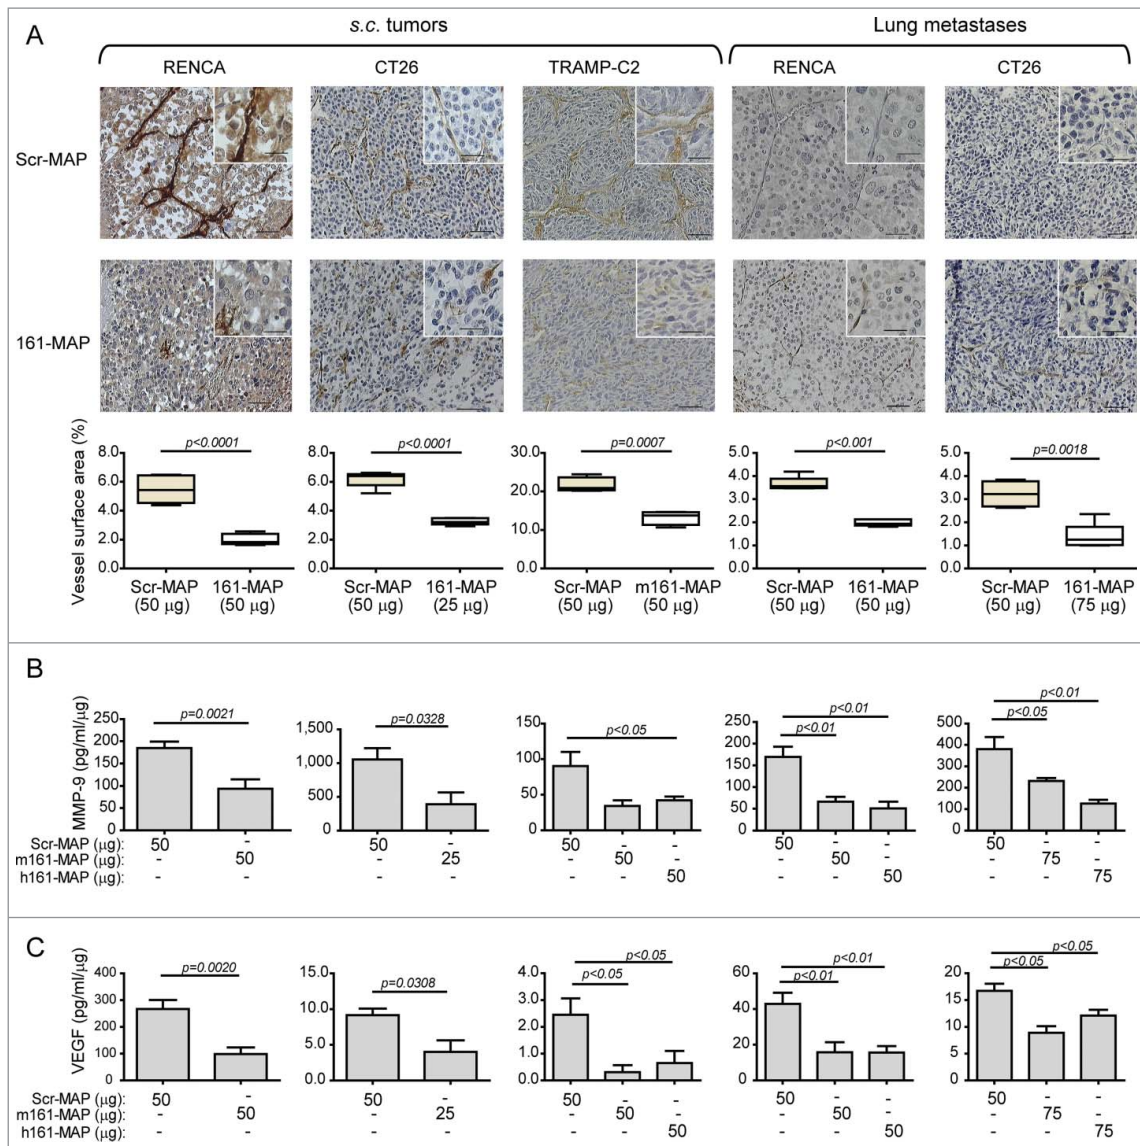 A
s.c. tumors Lung metastases
RENCA CT26 TRAMP-C2 RENCA CT26
Scr-MAP
161-MAP
Vessel surface area (%)
p<0.0001 p<0.0001 p=0.0007 p<0.001 p=0.0018
8.0 6.0 4.0 2.0 0.0
8.0 6.0 4.0 2.0 0.0
30.0 20.0 10.0 0.0
5.0 4.0 3.0 2.0 1.0 0.0
5.0 4.0 3.0 2.0 1.0 0.0
Scr-MAP 161-MAP Scr-MAP 161-MAP Scr-MAP m161-MAP Scr-MAP 161-MAP Scr-MAP 161-MAP
(50 µg) (50 µg) (50 µg) (25 µg) (50 µg) (50 µg) (50 µg) (50 µg) (50 µg) (75 µg)
B
MMP-9 (pg/ml/µg)
p=0.0021 p=0.0328 p<0.05 p<0.01 p<0.01 p<0.01 p<0.05
250 200 150 100 50 0
1,500 1,000 500 0
150 100 50 0
250 200 150 100 50 0
500 400 300 200 100 0
Scr-MAP (µg): 50 - 50 - 50 - - 50 - - 50 - -
m161-MAP (µg): - 50 - 25 - 50 - - 50 - - 75 -
h161-MAP (µg): - - - - - - 50 - - 50 - - 75
C
VEGF (pg/ml/µg)
p=0.0020 p=0.0308 p<0.05 p<0.05 p<0.01 p<0.01 p<0.05 p<0.05
400 300 200 100 0
15.0 10.0 5.0 0.0
4.0 3.0 2.0 1.0 0.0
60 40 20 0
20 15 10 5 0
Scr-MAP (µg): 50 - 50 - 50 - - 50 - - 50 - -
m161-MAP (µg): - 50 - 25 - 50 - - 50 - - 75 -
h161-MAP (µg): - - - - - - 50 - - 50 - - 75